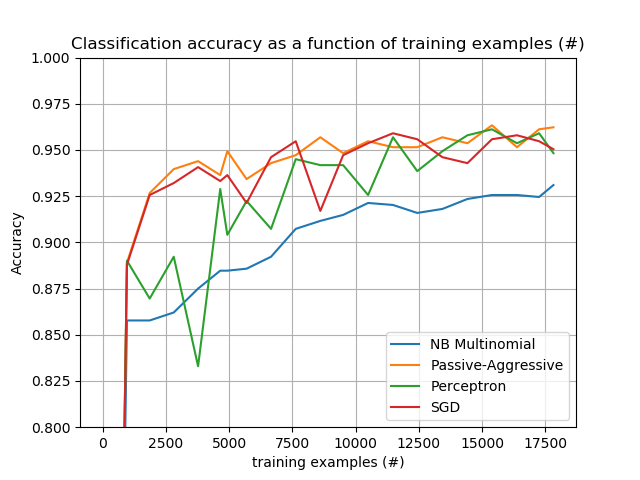 Classification accuracy as a function of training examples (#)
1.000
0.975
0.950
0.925
0.900
0.875
0.850
0.825
0.800
Accuracy
NB Multinomial
Passive-Aggressive
Perceptron
SGD
0 2500 5000 7500 10000 12500 15000 17500
training examples (#)